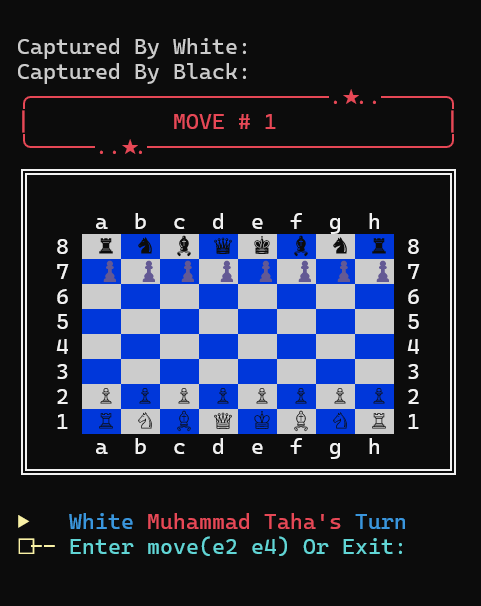 Captured By White:
Captured By Black:
MOVE # 1
a b c d e f g h
8 8
7 7
6 6
5 5
4 4
3 3
2 2
1 1
a b c d e f g h
White Muhammad Taha's Turn
Enter move(e2 e4) Or Exit: